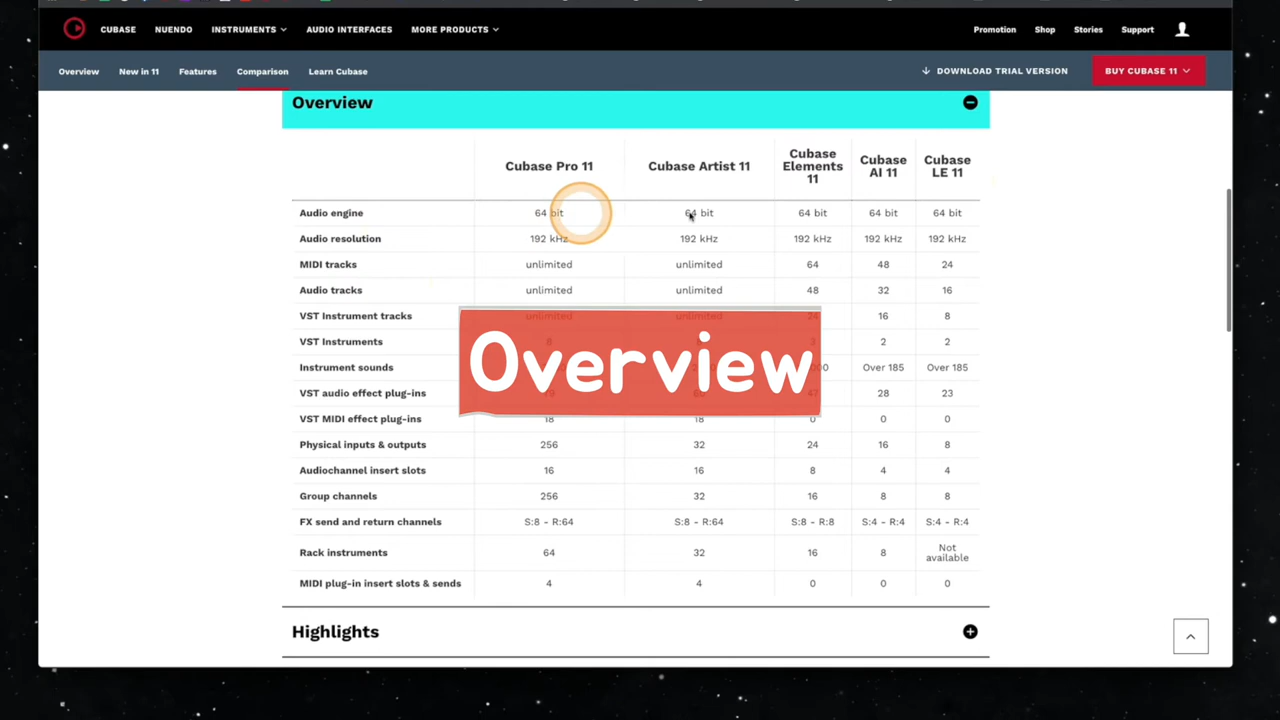 CUBASE NUENDO INSTRUMENTS AUDIO INTERFACES MORE PRODUCTS Promotion Shop Stories Support
Overview New in 11 Features Comparison Learn Cubase DOWNLOAD TRIAL VERSION BUY CUBASE 11
Overview
Cubase Pro 11 Cubase Artist 11 Cubase Elements 11 Cubase AI 11 Cubase LE 11
Audio engine 64 bit 64 bit 64 bit 64 bit 64 bit
Audio resolution 192 kHz 192 kHz 192 kHz 192 kHz 192 kHz
MIDI tracks unlimited unlimited 64 48 24
Audio tracks unlimited unlimited 48 32 16
VST Instrument tracks unlimited unlimited 24 16 8
VST Instruments 8 3 2 2
Instrument sounds Over 185 Over 185
VST audio effect plug-ins 47 28 23
VST MIDI effect plug-ins 18 18 0 0 0
Overview
Physical inputs & outputs 256 32 24 16 8
Audiochannel insert slots 16 16 8 4 4
Group channels 256 32 16 8 8
FX send and return channels S:8 - R:64 S:8 - R:64 S:8 - R:8 S:4 - R:4 S:4 - R:4
Rack instruments 64 32 16 8 Not available
MIDI plug-in insert slots & sends 4 4 0 0 0
Highlights